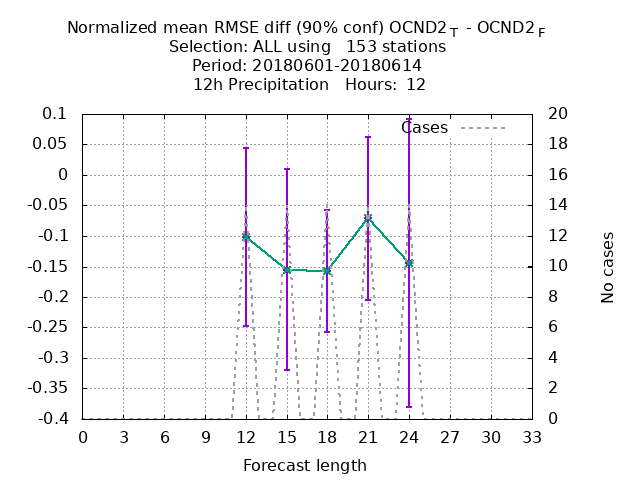 Normalized mean RMSE diff (90% conf) OCND2 T - OCND2 F
Selection: ALL using 153 stations
Period: 20180601-20180614
12h Precipitation Hours: 12
Cases
0.1
0.05
0
-0.05
-0.1
-0.15
-0.2
-0.25
-0.3
-0.35
-0.4
20
18
16
14
12
10
8
6
4
2
0
No cases
0 3 6 9 12 15 18 21 24 27 30 33
Forecast length